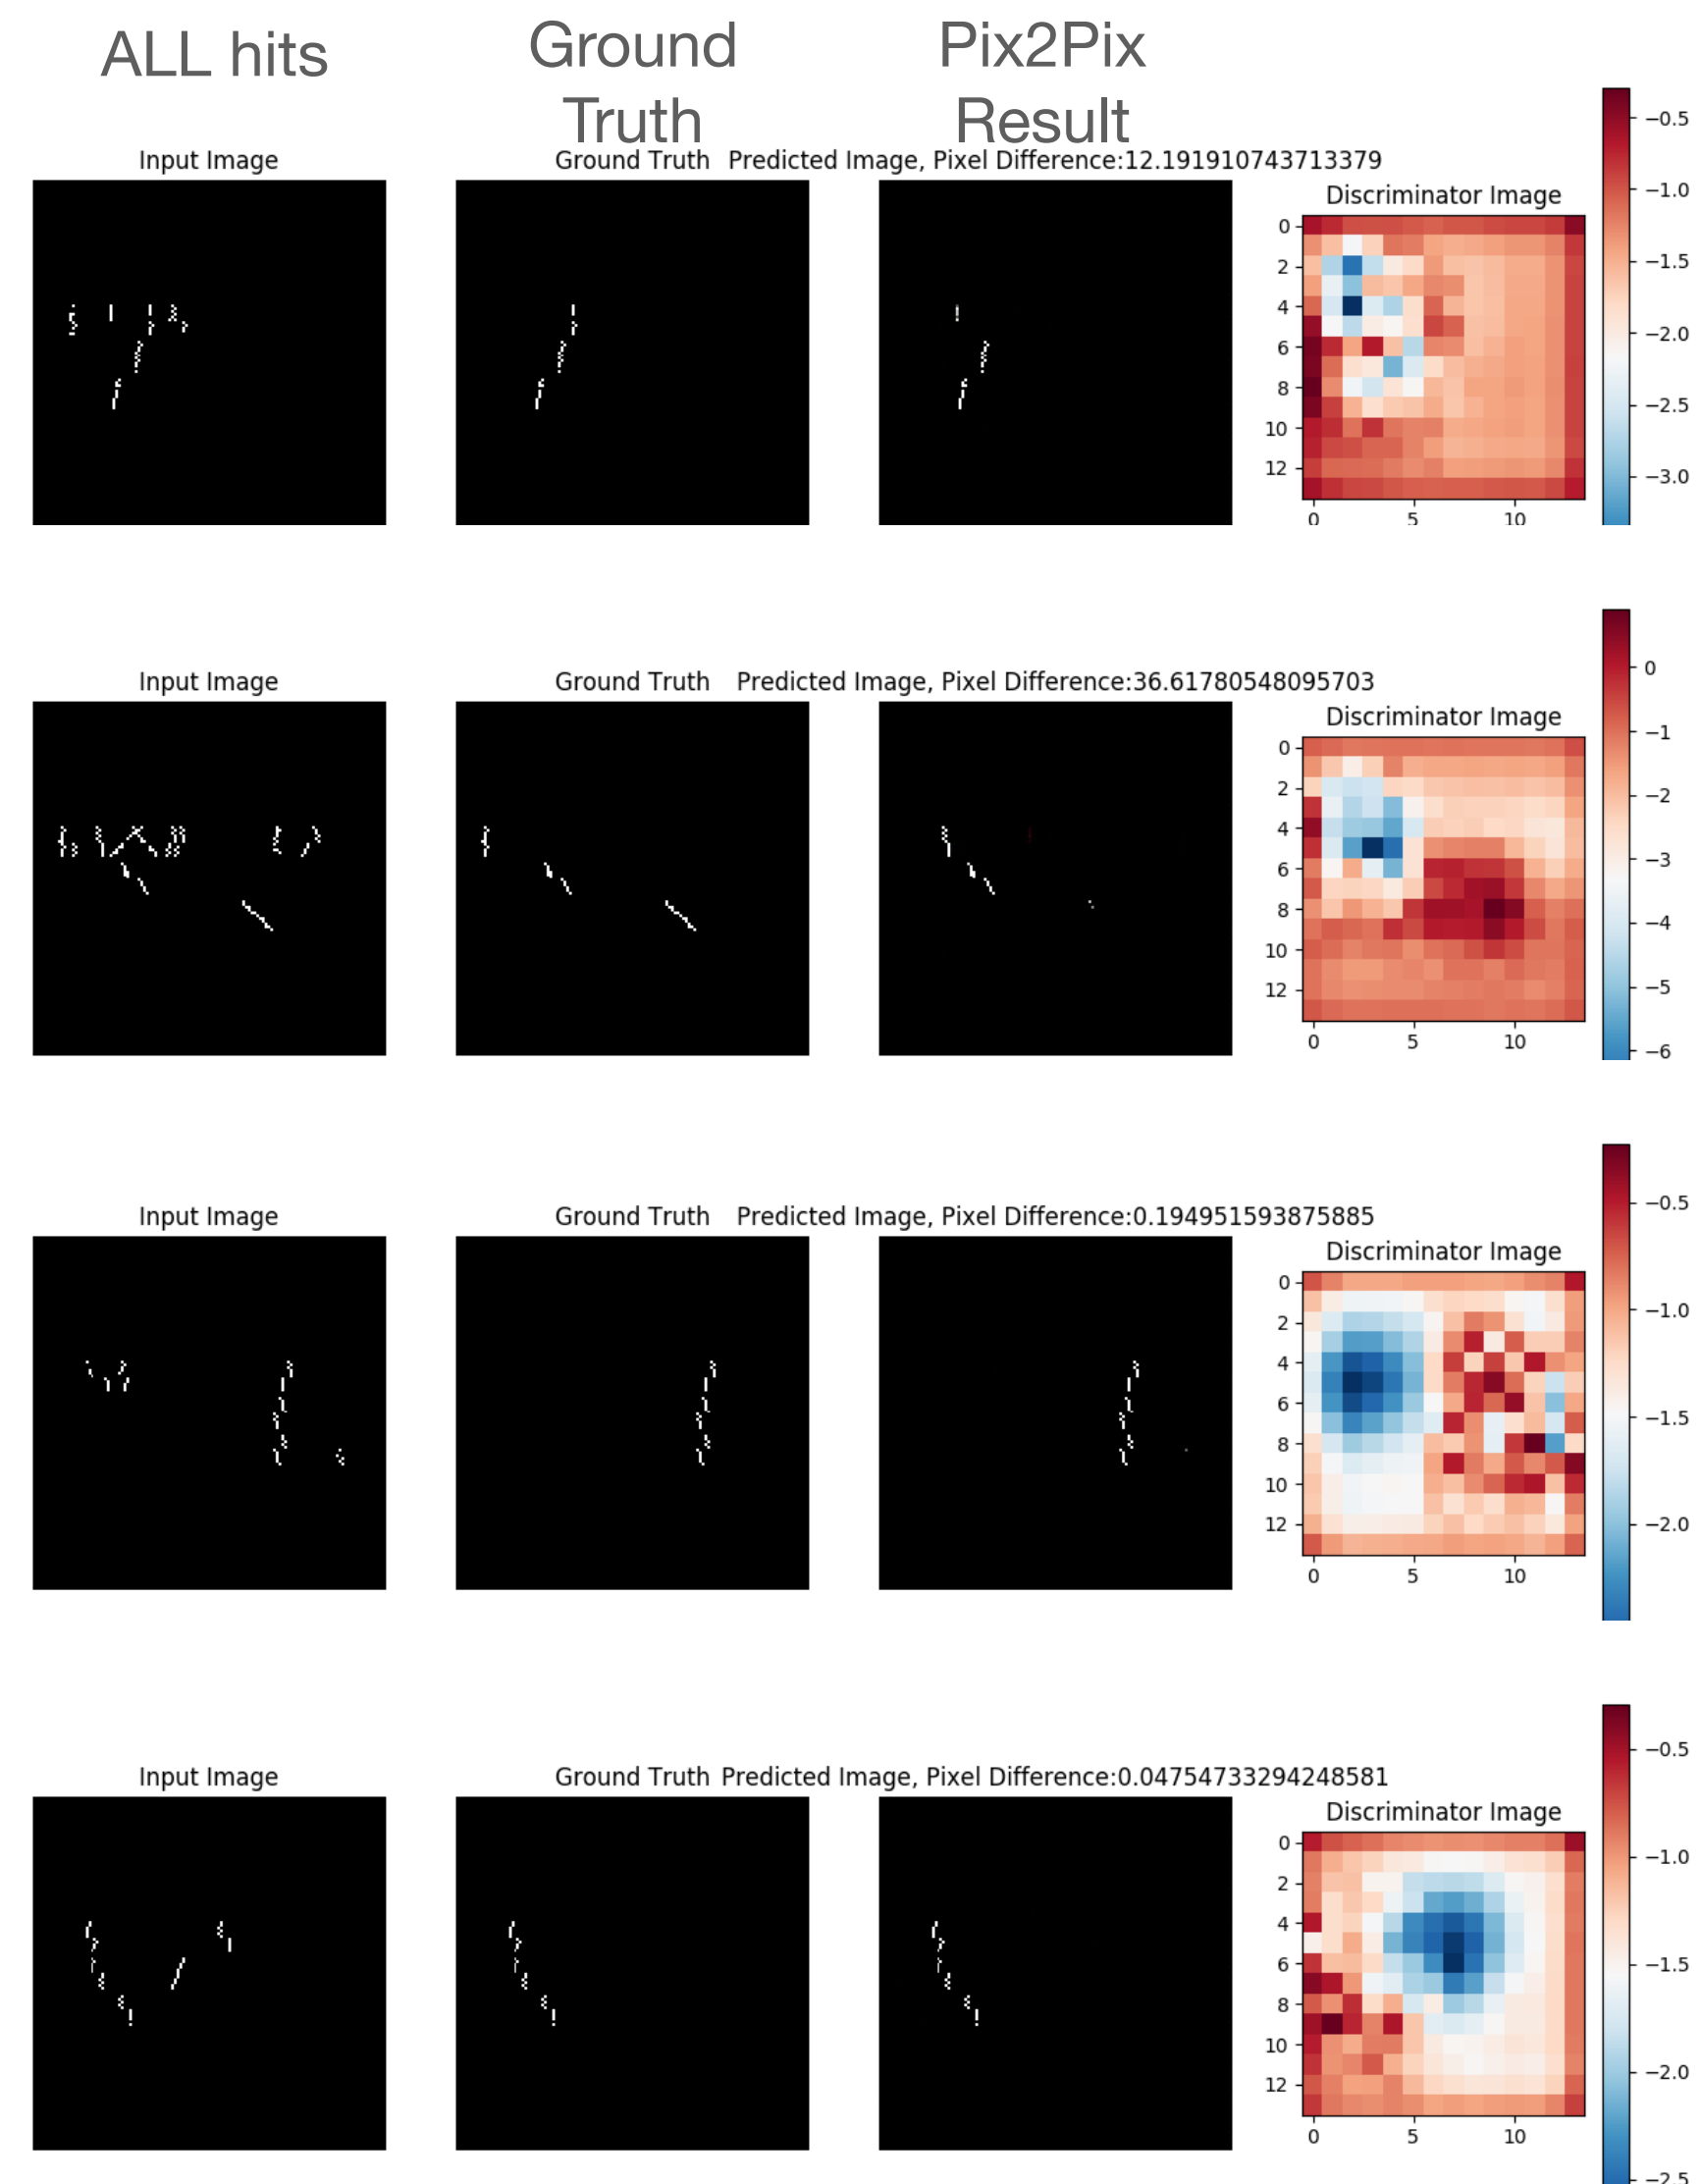 ALL hits
Ground
Truth
Pix2Pix
Result
Input Image
Ground Truth
Predicted Image, Pixel Difference:12.191910743713379
Discriminator Image
0
2
4
6
8
10
12
0
5
10
−0.5
−1.0
−1.5
−2.0
−2.5
−3.0
Input Image
Ground Truth
Predicted Image, Pixel Difference:36.61780548095703
Discriminator Image
0
2
4
6
8
10
12
0
5
10
0
−1
−2
−3
−4
−5
−6
Input Image
Ground Truth
Predicted Image, Pixel Difference:0.194951593875885
Discriminator Image
0
2
4
6
8
10
12
0
5
10
−0.5
−1.0
−1.5
−2.0
Input Image
Ground Truth
Predicted Image, Pixel Difference:0.04754733294248581
Discriminator Image
0
2
4
6
8
10
12
0
5
10
−0.5
−1.0
−1.5
−2.0
−2.5